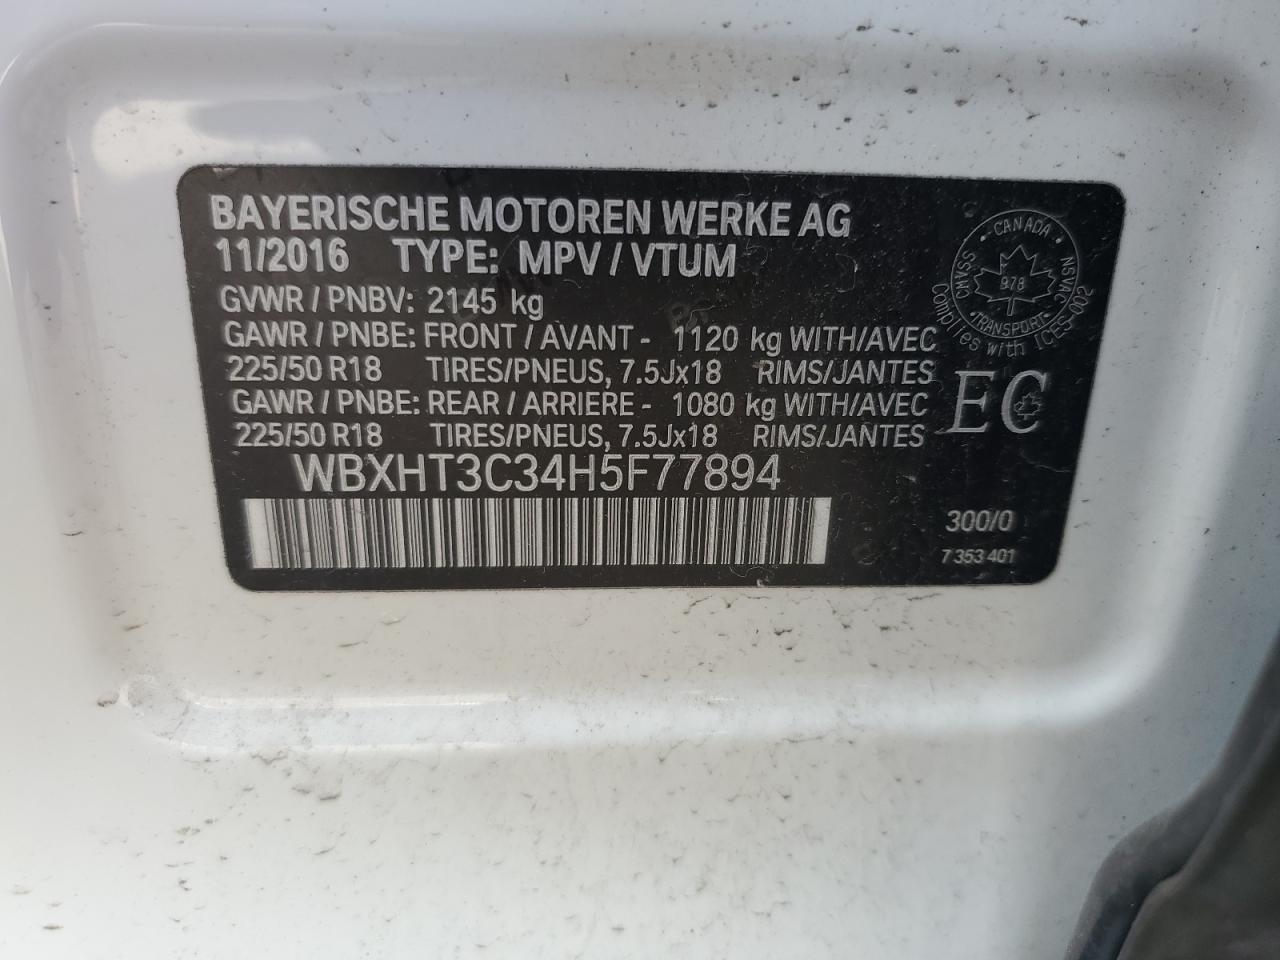 BAYERISCHE MOTOREN WERKE AG
11/2016 TYPE: MPV / VTUM
GVWR / PNBV: 2145 kg
GAWR / PNBE: FRONT / AVANT - 1120 kg WITH/AVEC
225/50 R18 TIRES/PNEUS, 7.5Jx18 RIMS/JANTES
GAWR / PNBE: REAR / ARRIERE - 1080 kg WITH/AVEC
225/50 R18 TIRES/PNEUS, 7.5Jx18 RIMS/JANTES
WBXHT3C34H5F77894
CANADA
CMVSS NSVAC
878
TRANSPORT
Complies with ICES-002
EC
300/0
7 353 401